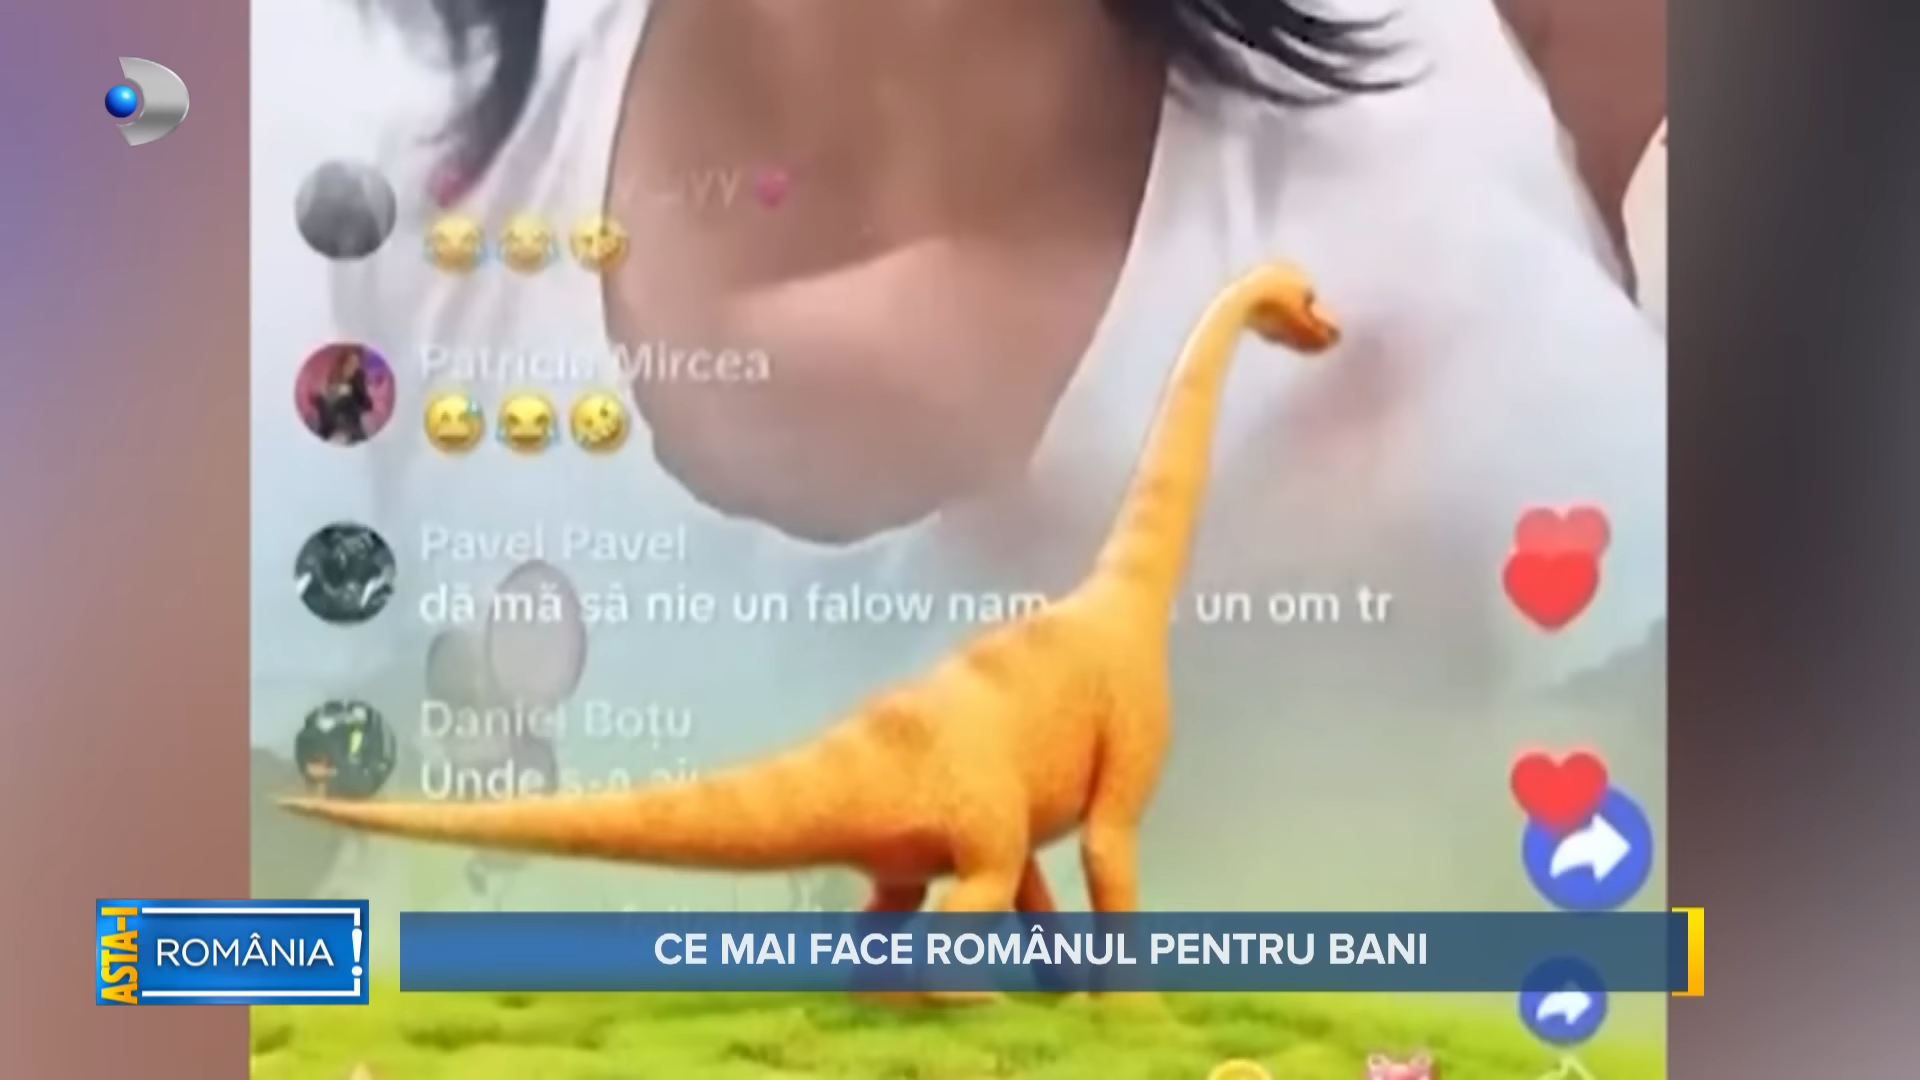 Patricia Mircea
Pavel Pavel
dă mă să nie un falow nam un om tr
Daniel Boțu
Unde s-a
ASTA-I
ROMÂNIA!
CE MAI FACE ROMÂNUL PENTRU BANI